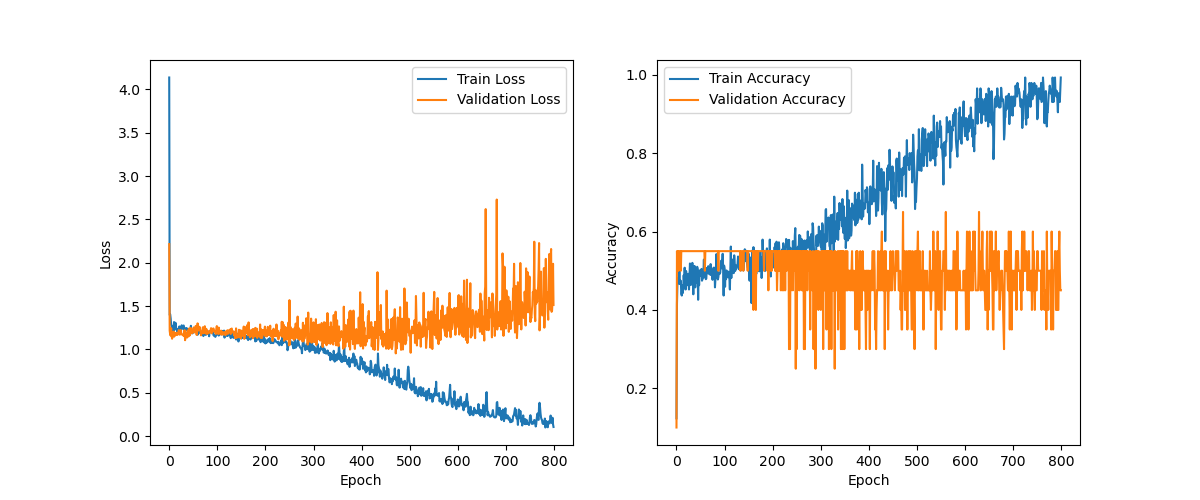 Train Loss
Validation Loss
4.0
3.5
3.0
2.5
2.0
1.5
1.0
0.5
0.0
Loss
0 100 200 300 400 500 600 700 800
Epoch
Train Accuracy
Validation Accuracy
1.0
0.8
0.6
0.4
0.2
Accuracy
0 100 200 300 400 500 600 700 800
Epoch